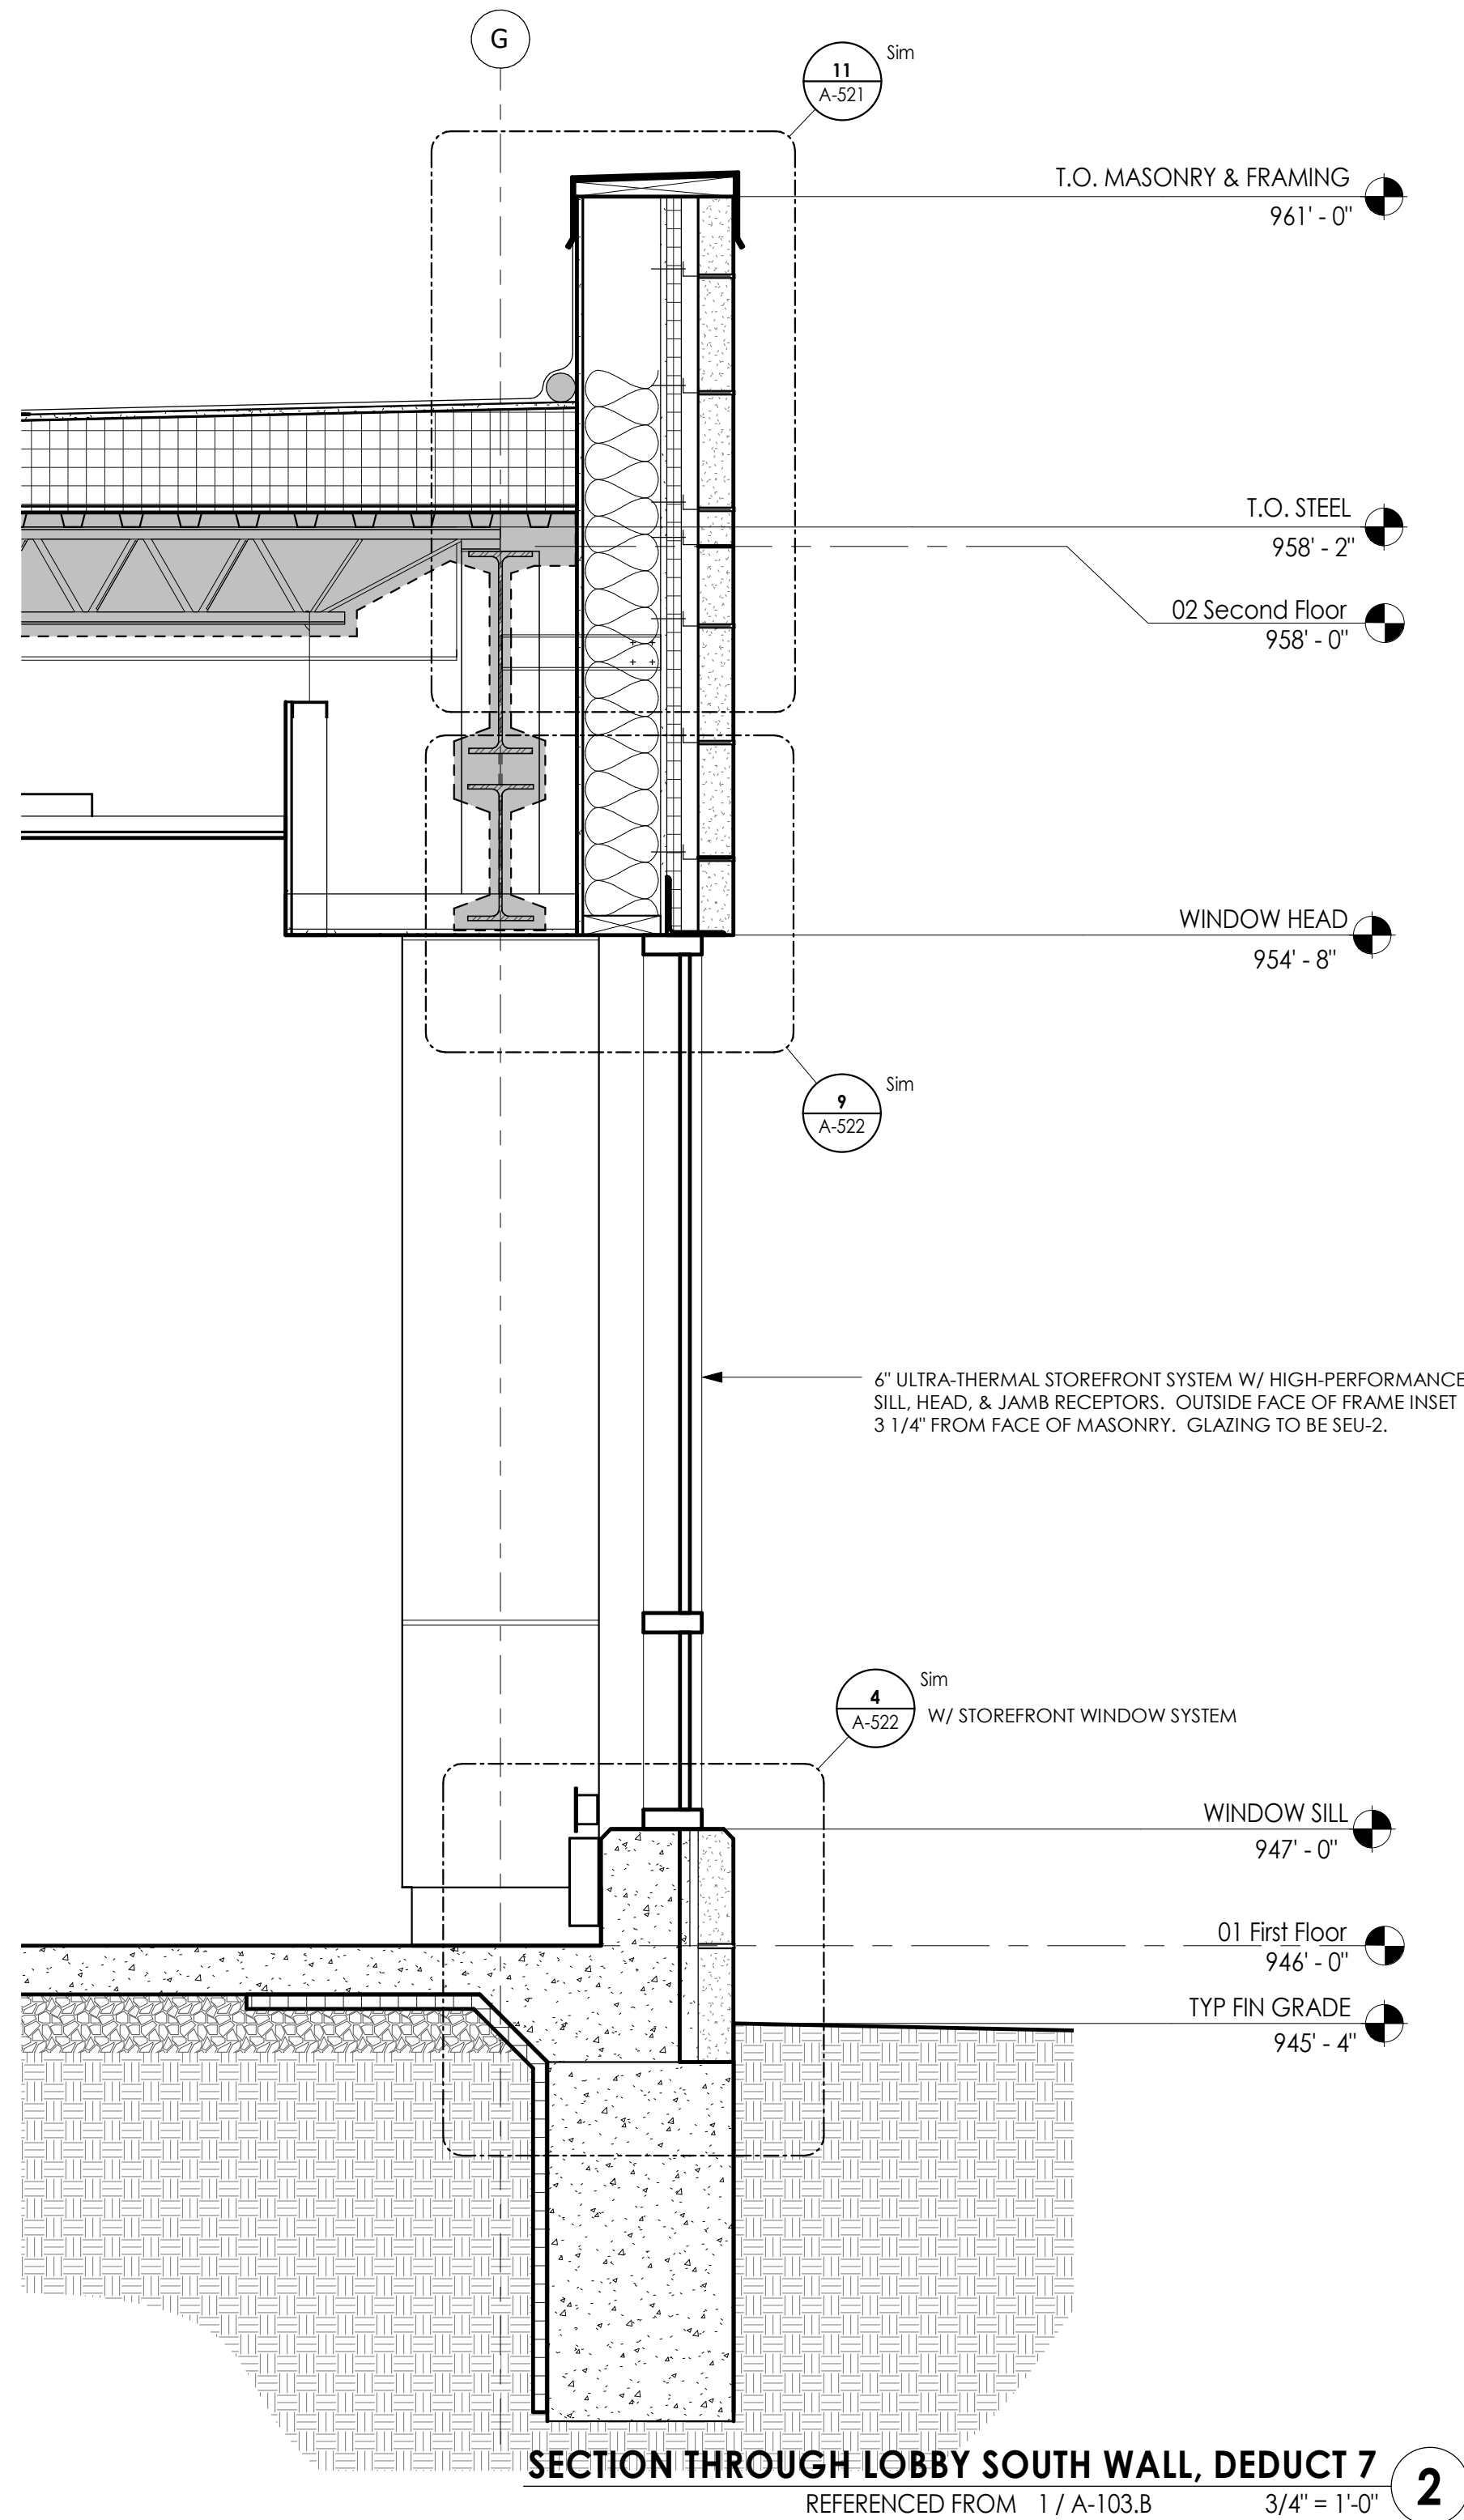 G
11
A-521
Sim
T.O. MASONRY & FRAMING
961' - 0"
T.O. STEEL
958' - 2"
02 Second Floor
958' - 0"
WINDOW HEAD
954' - 8"
9
A-522
Sim
6" ULTRA-THERMAL STOREFRONT SYSTEM W/ HIGH-PERFORMANCE
SILL, HEAD, & JAMB RECEPTORS. OUTSIDE FACE OF FRAME INSET
3 1/4" FROM FACE OF MASONRY. GLAZING TO BE SEU-2.
4
A-522
Sim
W/ STOREFRONT WINDOW SYSTEM
WINDOW SILL
947' - 0"
01 First Floor
946' - 0"
TYP FIN GRADE
945' - 4"
SECTION THROUGH LOBBY SOUTH WALL, DEDUCT 7
2
REFERENCED FROM 1 / A-103.B 3/4" = 1'-0"